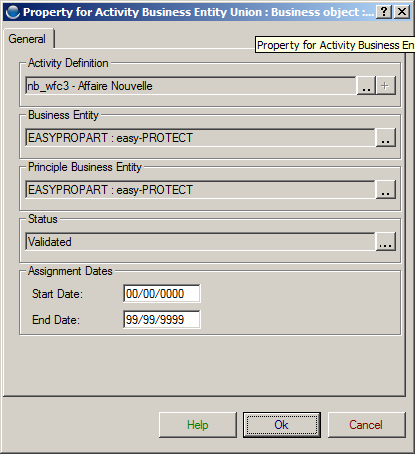 Property for Activity Business Entity Union : Business object :...
?
General
Property for Activity Business En
Activity Definition
nb_wfc3 - Affaire Nouvelle
..
+
Business Entity
EASYPROPART : easy-PROTECT
..
Principle Business Entity
EASYPROPART : easy-PROTECT
..
Status
Validated
...
Assignment Dates
Start Date:
00/00/0000
End Date:
99/99/9999
Help
Ok
Cancel